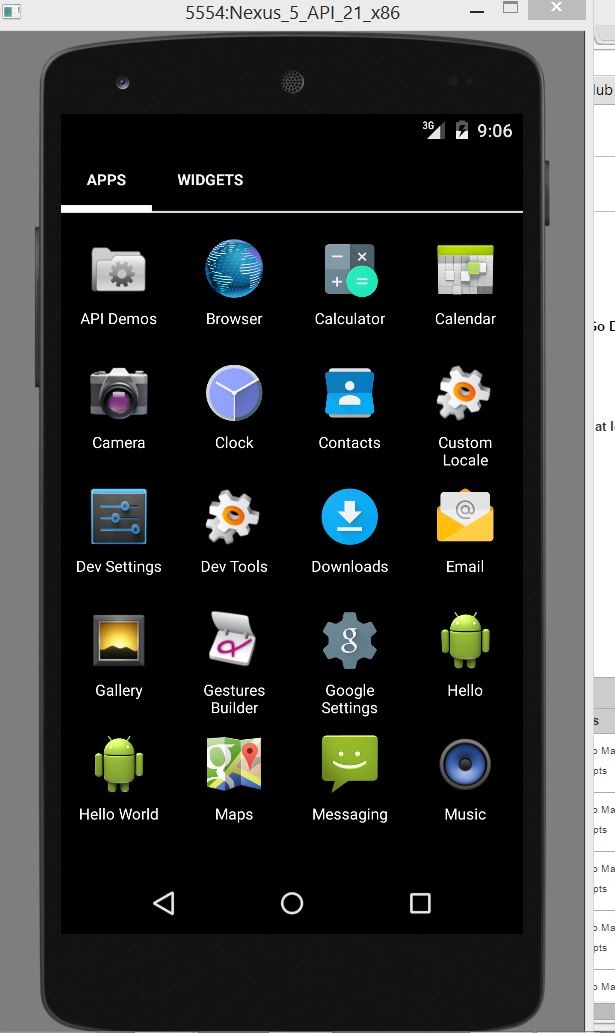 5554:Nexus_5_API_21_x86
3G 9:06
APPS WIDGETS
API Demos Browser Calculator Calendar
Camera Clock Contacts Custom
Locale
Dev Settings Dev Tools Downloads Email
Gallery Gestures Google Hello
Builder Settings
Hello World Maps Messaging Music